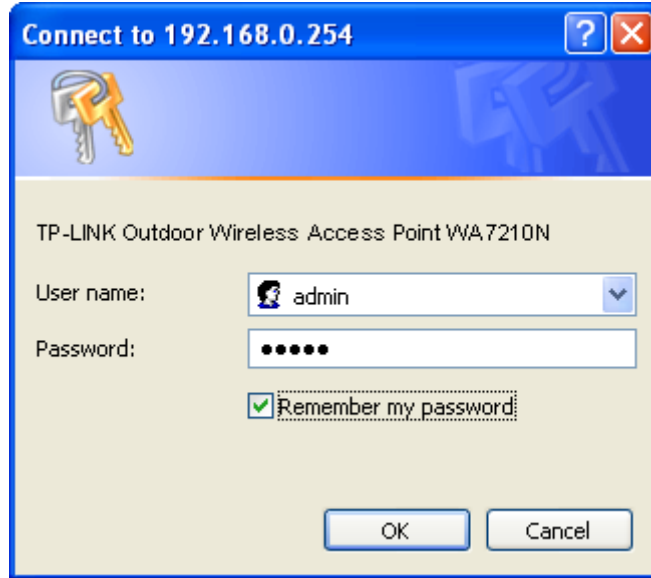 Connect to 192.168.0.254
TP-LINK Outdoor Wireless Access Point WA7210N
User name:
admin
Password:
•••••
Remember my password
OK
Cancel